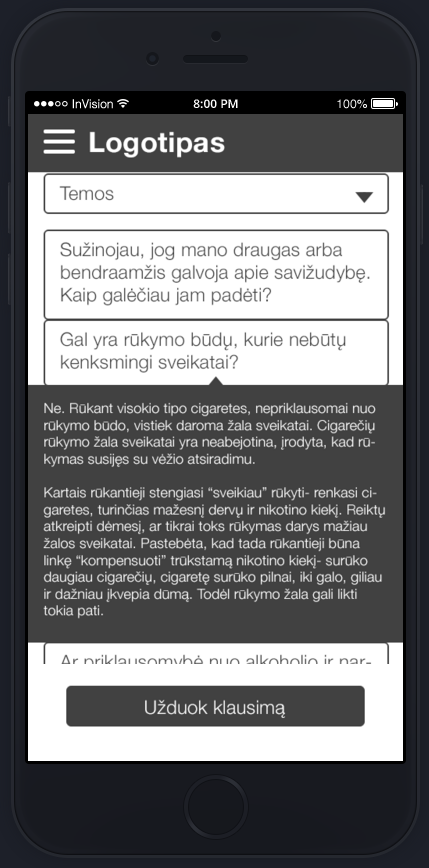 InVision
8:00 PM
100%
Logotipas
Temos
Sužinojau, jog mano draugas arba
bendraamžis galvoja apie savižudybę.
Kaip galėčiau jam padėti?
Gal yra rūkymo būdų, kurie nebūtų
kenksmingi sveikatai?
Ne. Rūkant visokio tipo cigaretes, nepriklausomai nuo
rūkymo būdo, vistiek daroma žala sveikatai. Cigarečių
rūkymo žala sveikatai yra neabejotina, įrodyta, kad rū-
kymas susijęs su vėžio atsiradimu.
Kartais rūkantieji stengiasi “sveikiau” rūkyti- renkasi ci-
garetes, turinčias mažesnį dervų ir nikotino kiekį. Reiktų
atkreipti dėmesį, ar tikrai toks rūkymas darys mažiau
žalos sveikatai. Pastebėta, kad tada rūkantieji būna
linkę “kompensuoti” trūkstamą nikotino kiekį- surūko
daugiau cigarečių, cigaretę surūko pilnai, iki galo, giliau
ir dažniau įkvepia dūmą. Todėl rūkymo žala gali likti
tokia pati.
Ar priklausomybė nuo alkoholio ir nar-
Užduok klausimą